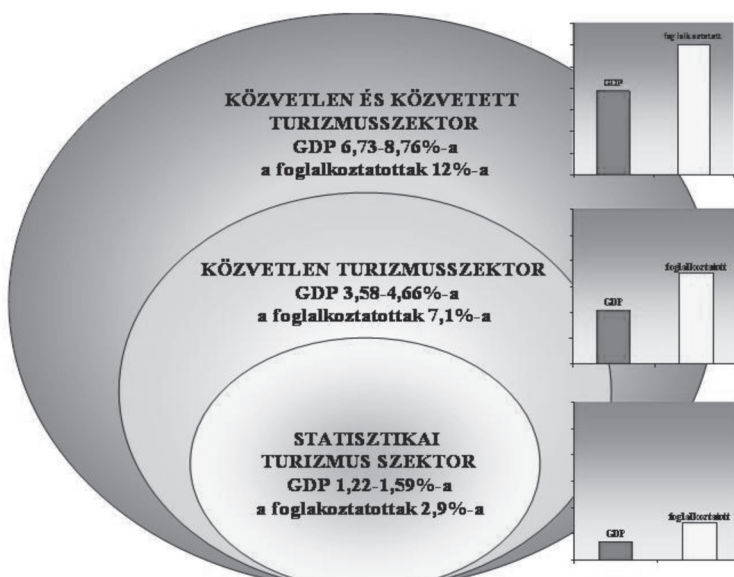 KÖZVETLEN ÉS KÖZVETETT
TURIZMUSSZEKTOR
GDP 6,73-8,76%-a
a foglalkoztatottak 12%-a
KÖZVETLEN TURIZMUSSZEKTOR
GDP 3,58-4,66%-a
a foglalkoztatottak 7,1%-a
STATISZTIKAI
TURIZMUS SZEKTOR
GDP 1,22-1,59%-a
a foglakoztatottak 2,9%-a
GDP
foglalkoztatott
GDP
foglalkoztatott
GDP
foglalkoztatott